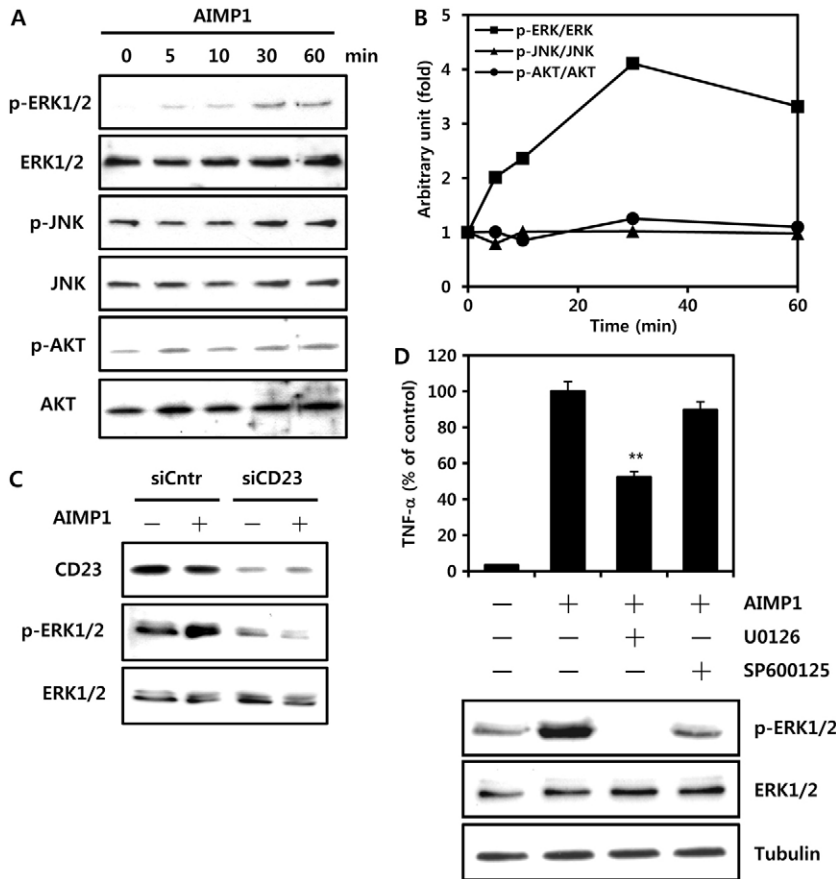 A
AIMP1
0 5 10 30 60 min
p-ERK1/2
ERK1/2
p-JNK
JNK
p-AKT
AKT
B
5
4
3
2
1
0
Arbitrary unit (fold)
p-ERK/ERK
p-JNK/JNK
p-AKT/AKT
0 20 40 60
Time (min)
C
siCntr siCD23
AIMP1 — + — +
CD23
p-ERK1/2
ERK1/2
D
120
100
80
60
40
20
0
TNF-α (% of control)
**
— + + + AIMP1
— — + — U0126
— — — + SP600125
p-ERK1/2
ERK1/2
Tubulin